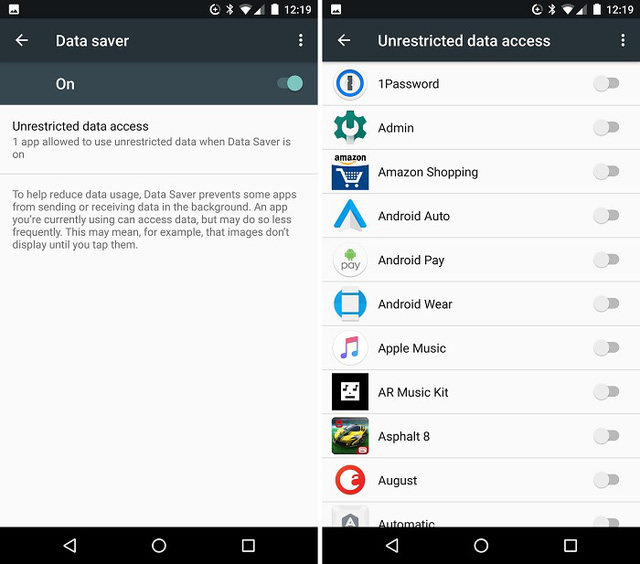 12:19
Data saver
On
Unrestricted data access
1 app allowed to use unrestricted data when Data Saver is
on
To help reduce data usage, Data Saver prevents some apps
from sending or receiving data in the background. An app
you're currently using can access data, but may do so less
frequently. This may mean, for example, that images don't
display until you tap them.
12:19
Unrestricted data access
1Password
Admin
amazon
Amazon Shopping
Android Auto
pay
Android Pay
Android Wear
Apple Music
AR Music Kit
Asphalt 8
August
Automatic